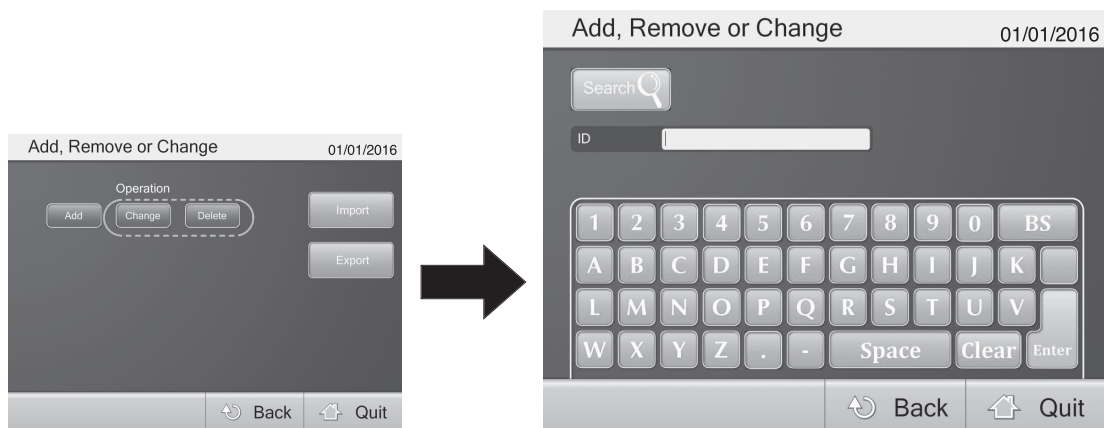 Add, Remove or Change 01/01/2016
Operation
Add Change Delete
Import
Export
Back Quit
Add, Remove or Change 01/01/2016
Search
ID
1 2 3 4 5 6 7 8 9 0 BS
A B C D E F G H I J K
L M N O P Q R S T U V
W X Y Z . - Space Clear Enter
Back Quit